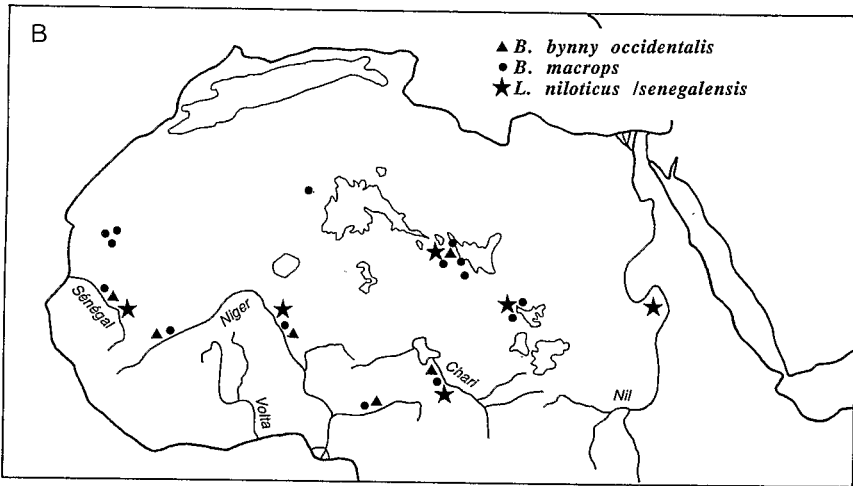 B
▲ B. bynny occidentalis
● B. macrops
★ L. niloticus /senegalensis
Sénégal
Niger
Volta
Chari
Nil